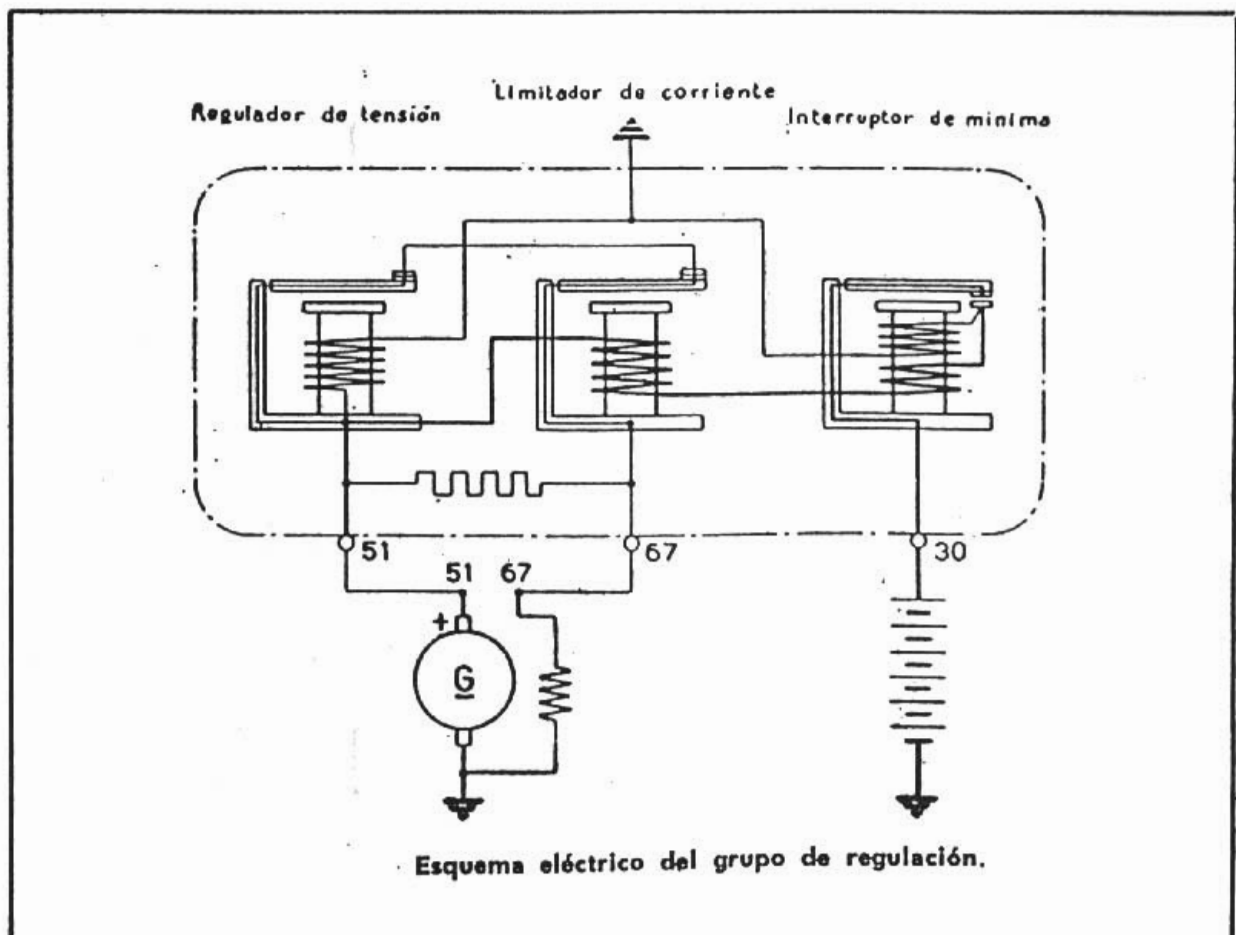 Regulador de tensión
Limitador de corriente
Interruptor de minima
51
67
30
51
67
+
G
Esquema eléctrico del grupo de regulación.